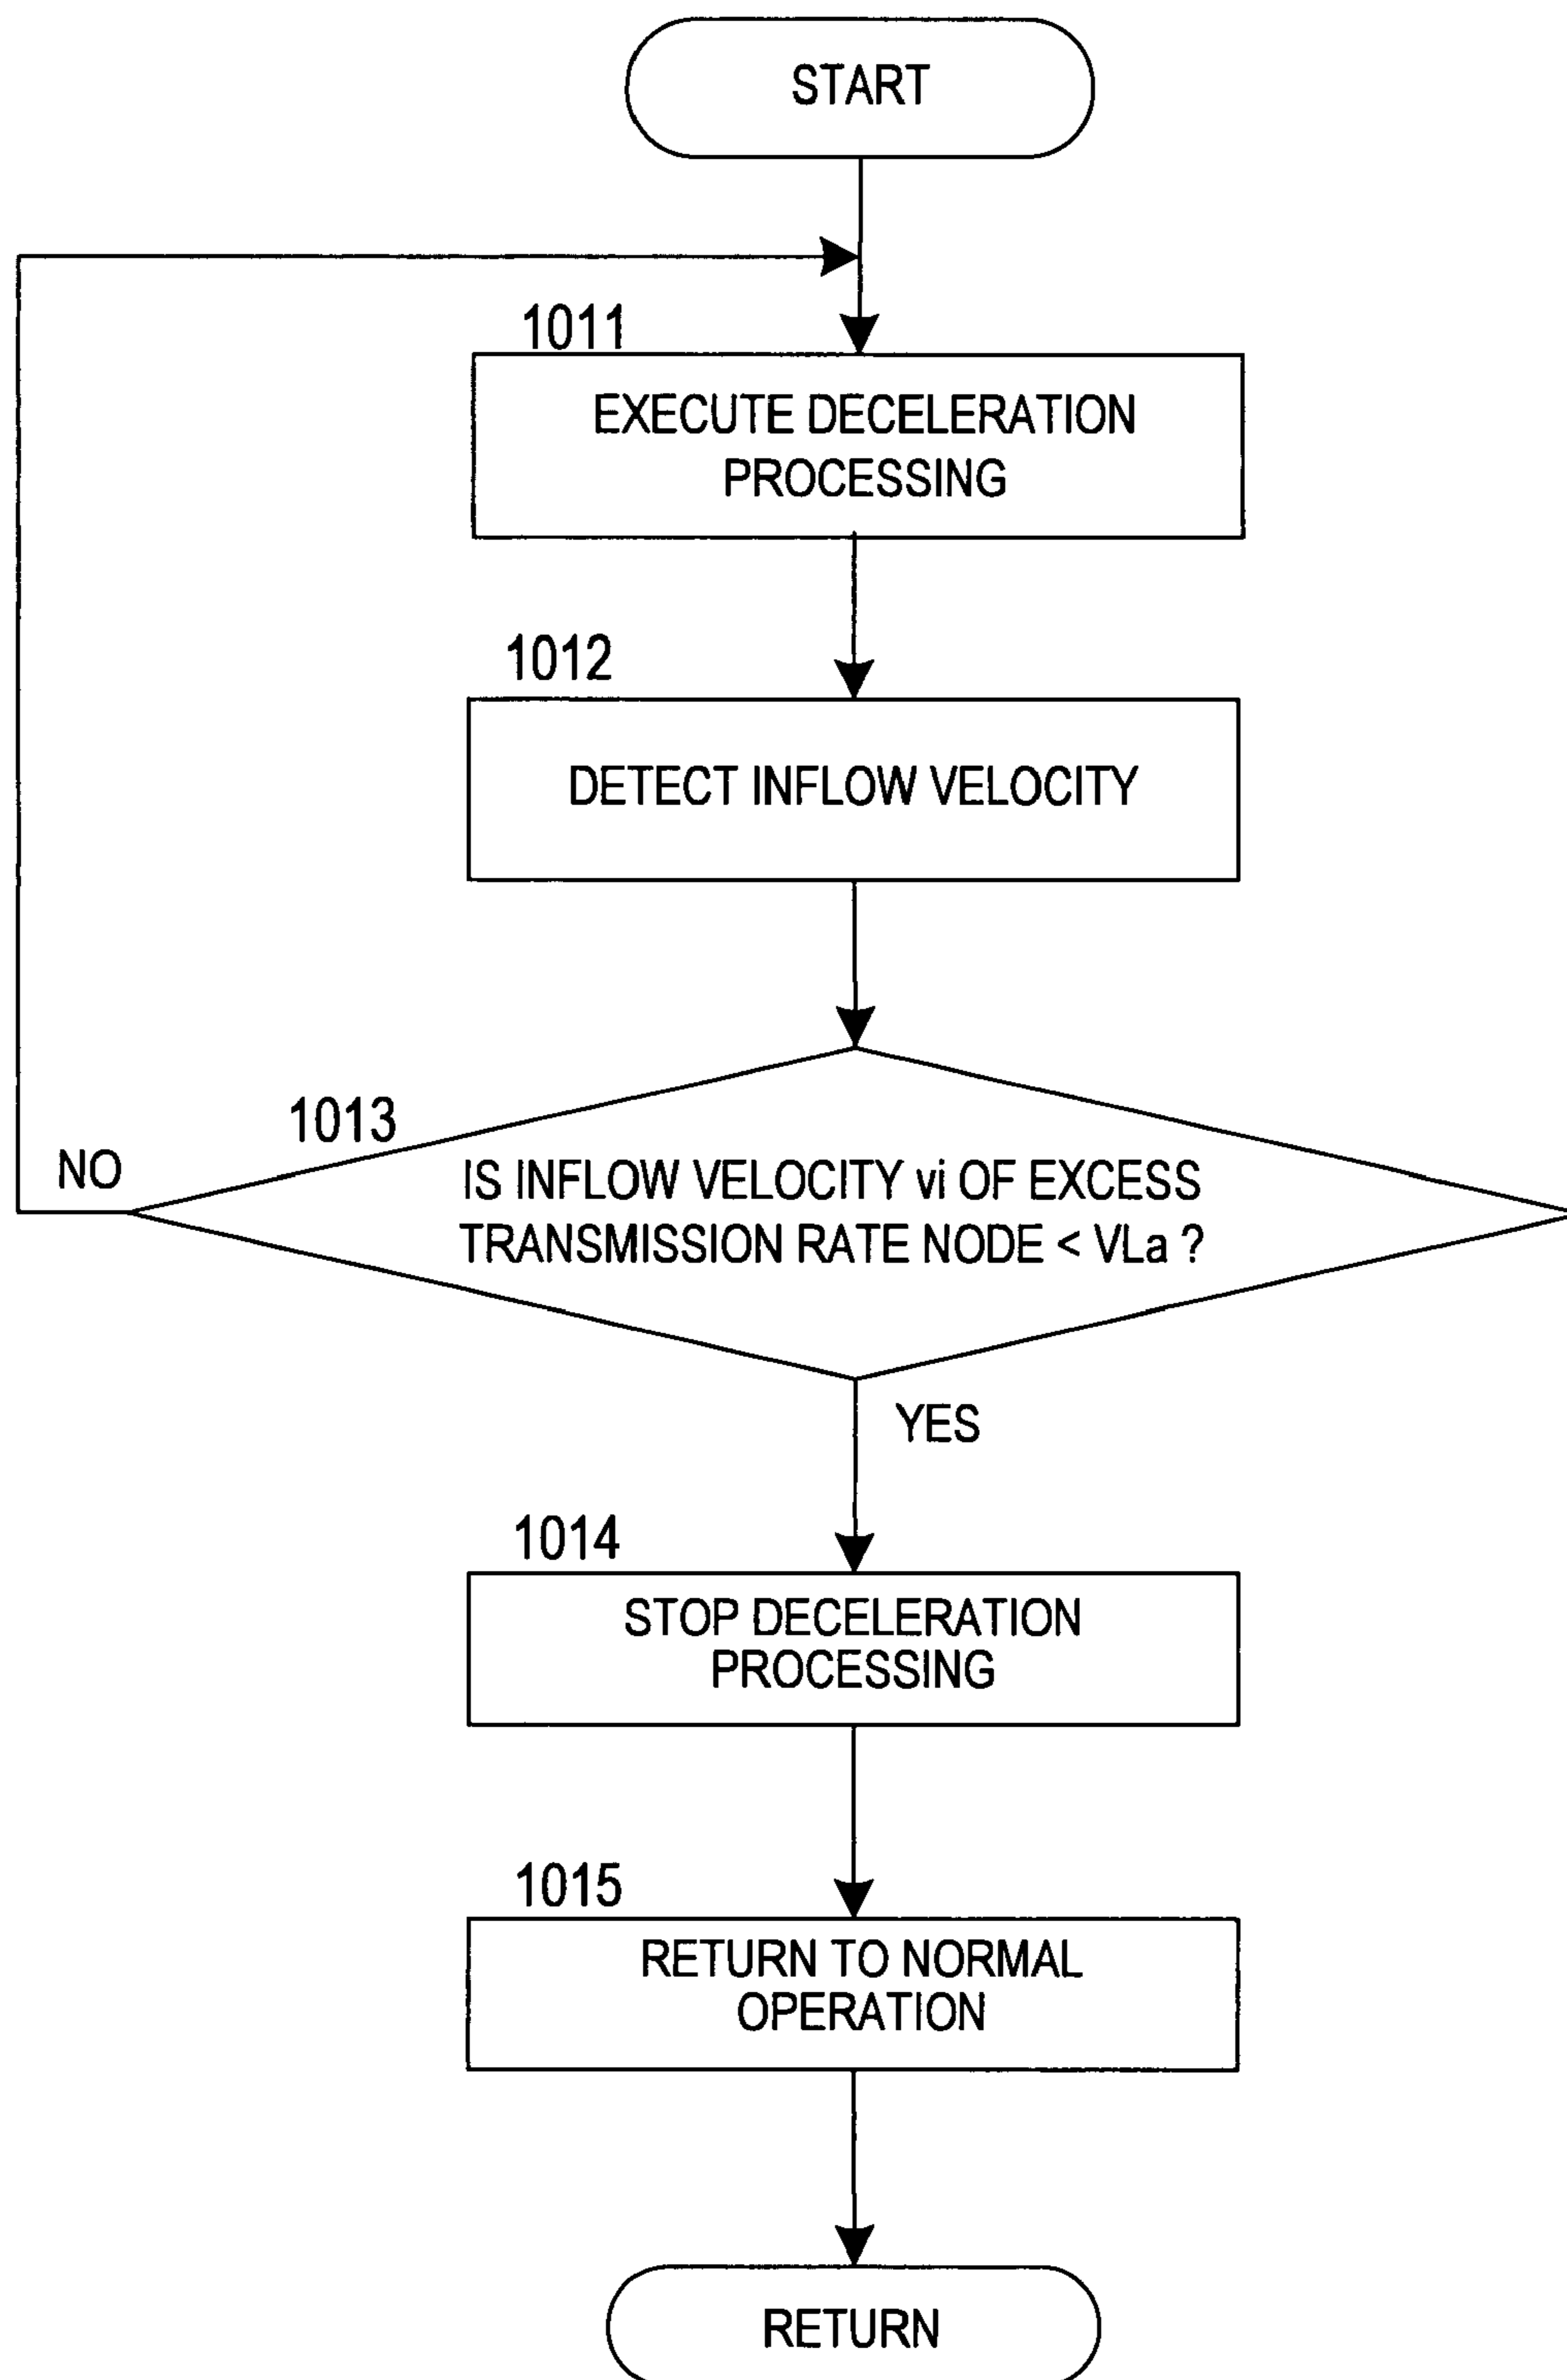 START
1011
EXECUTE DECELERATION
PROCESSING
1012
DETECT INFLOW VELOCITY
1013
NO
IS INFLOW VELOCITY vi OF EXCESS
TRANSMISSION RATE NODE < VLa ?
YES
1014
STOP DECELERATION
PROCESSING
1015
RETURN TO NORMAL
OPERATION
RETURN